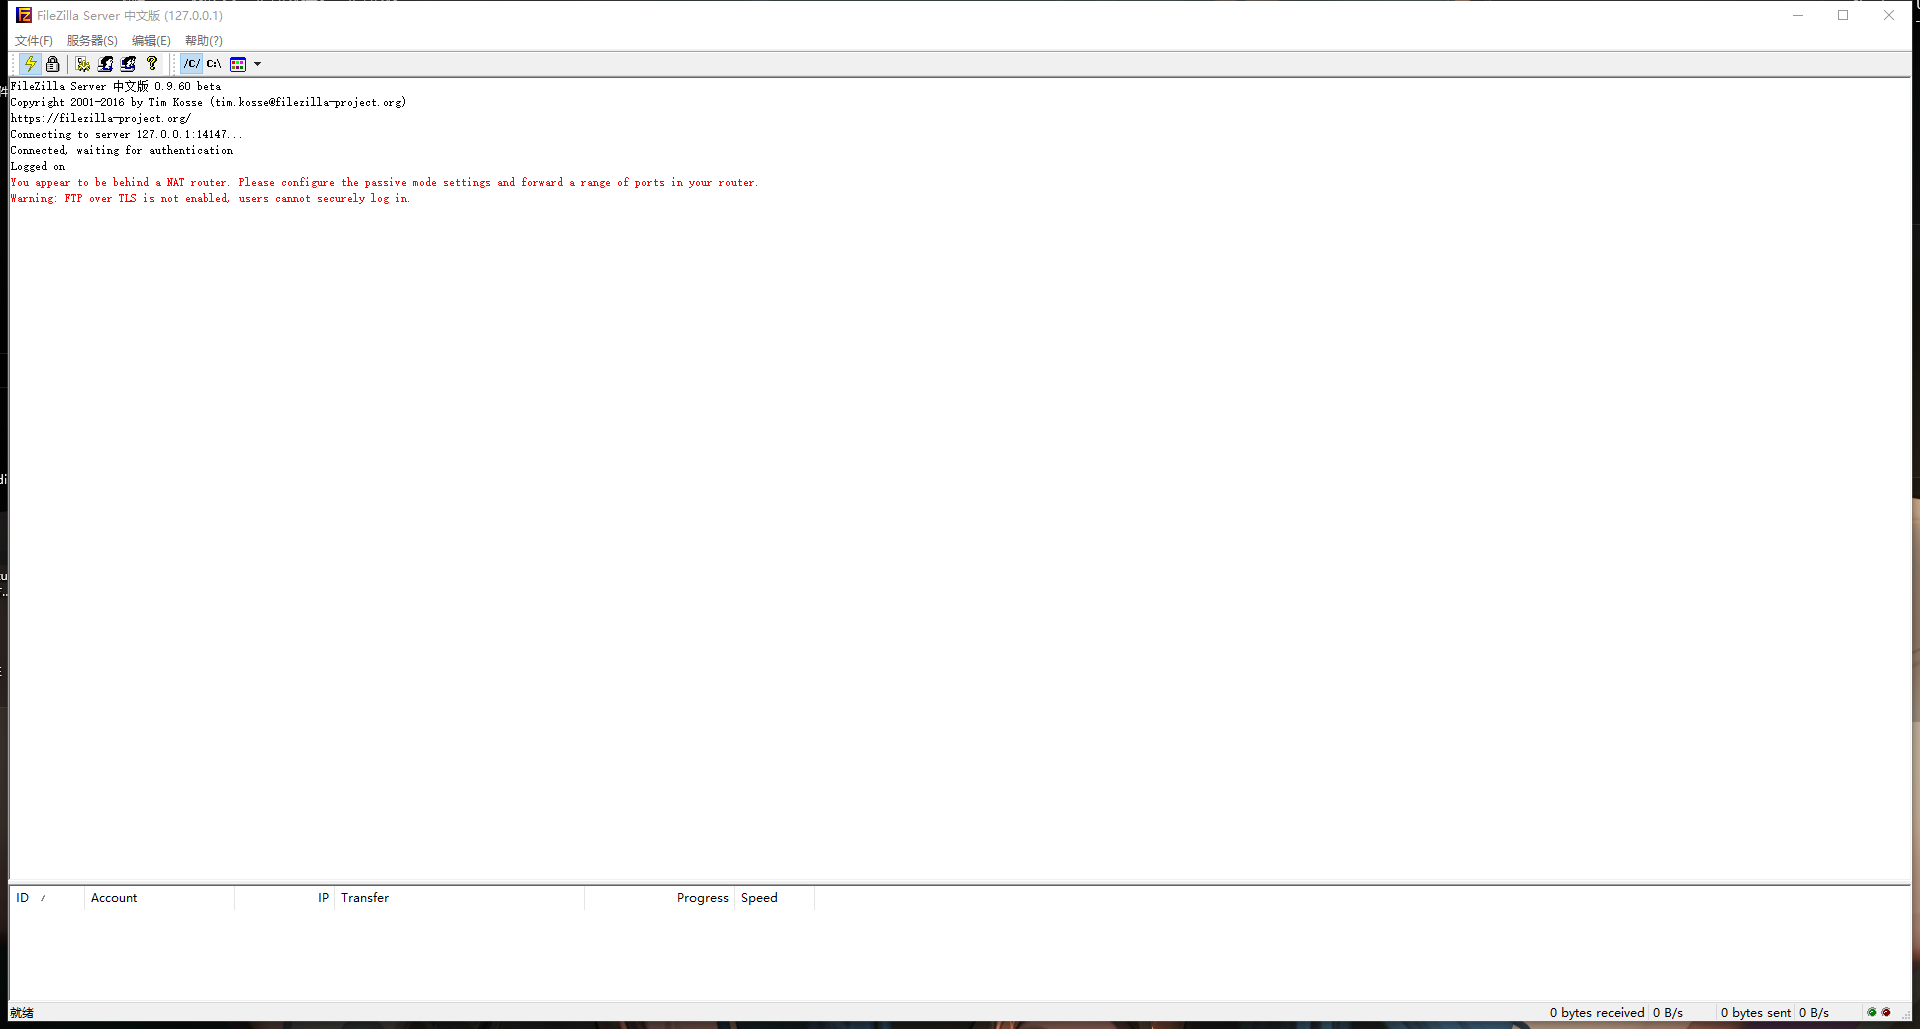 FileZilla Server 中文版 (127.0.0.1)
文件(F) 服务器(S) 编辑(E) 帮助(?)
/C/ C:\
FileZilla Server 中文版 0.9.60 beta
Copyright 2001-2016 by Tim Kosse (tim.kosse@filezilla-project.org)
https://filezilla-project.org/
Connecting to server 127.0.0.1:14147...
Connected, waiting for authentication
Logged on
You appear to be behind a NAT router. Please configure the passive mode settings and forward a range of ports in your router.
Warning: FTP over TLS is not enabled, users cannot securely log in.
ID / Account IP Transfer Progress Speed
就绪 0 bytes received 0 B/s 0 bytes sent 0 B/s